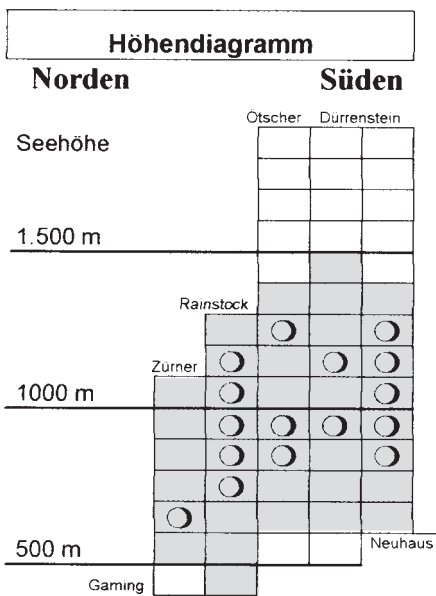 Höhendiagramm
Norden Süden
Ötscher Dürrenstein
Seehöhe
1.500 m
Rainstock
Zürner
1000 m
500 m
Neuhaus
Gaming